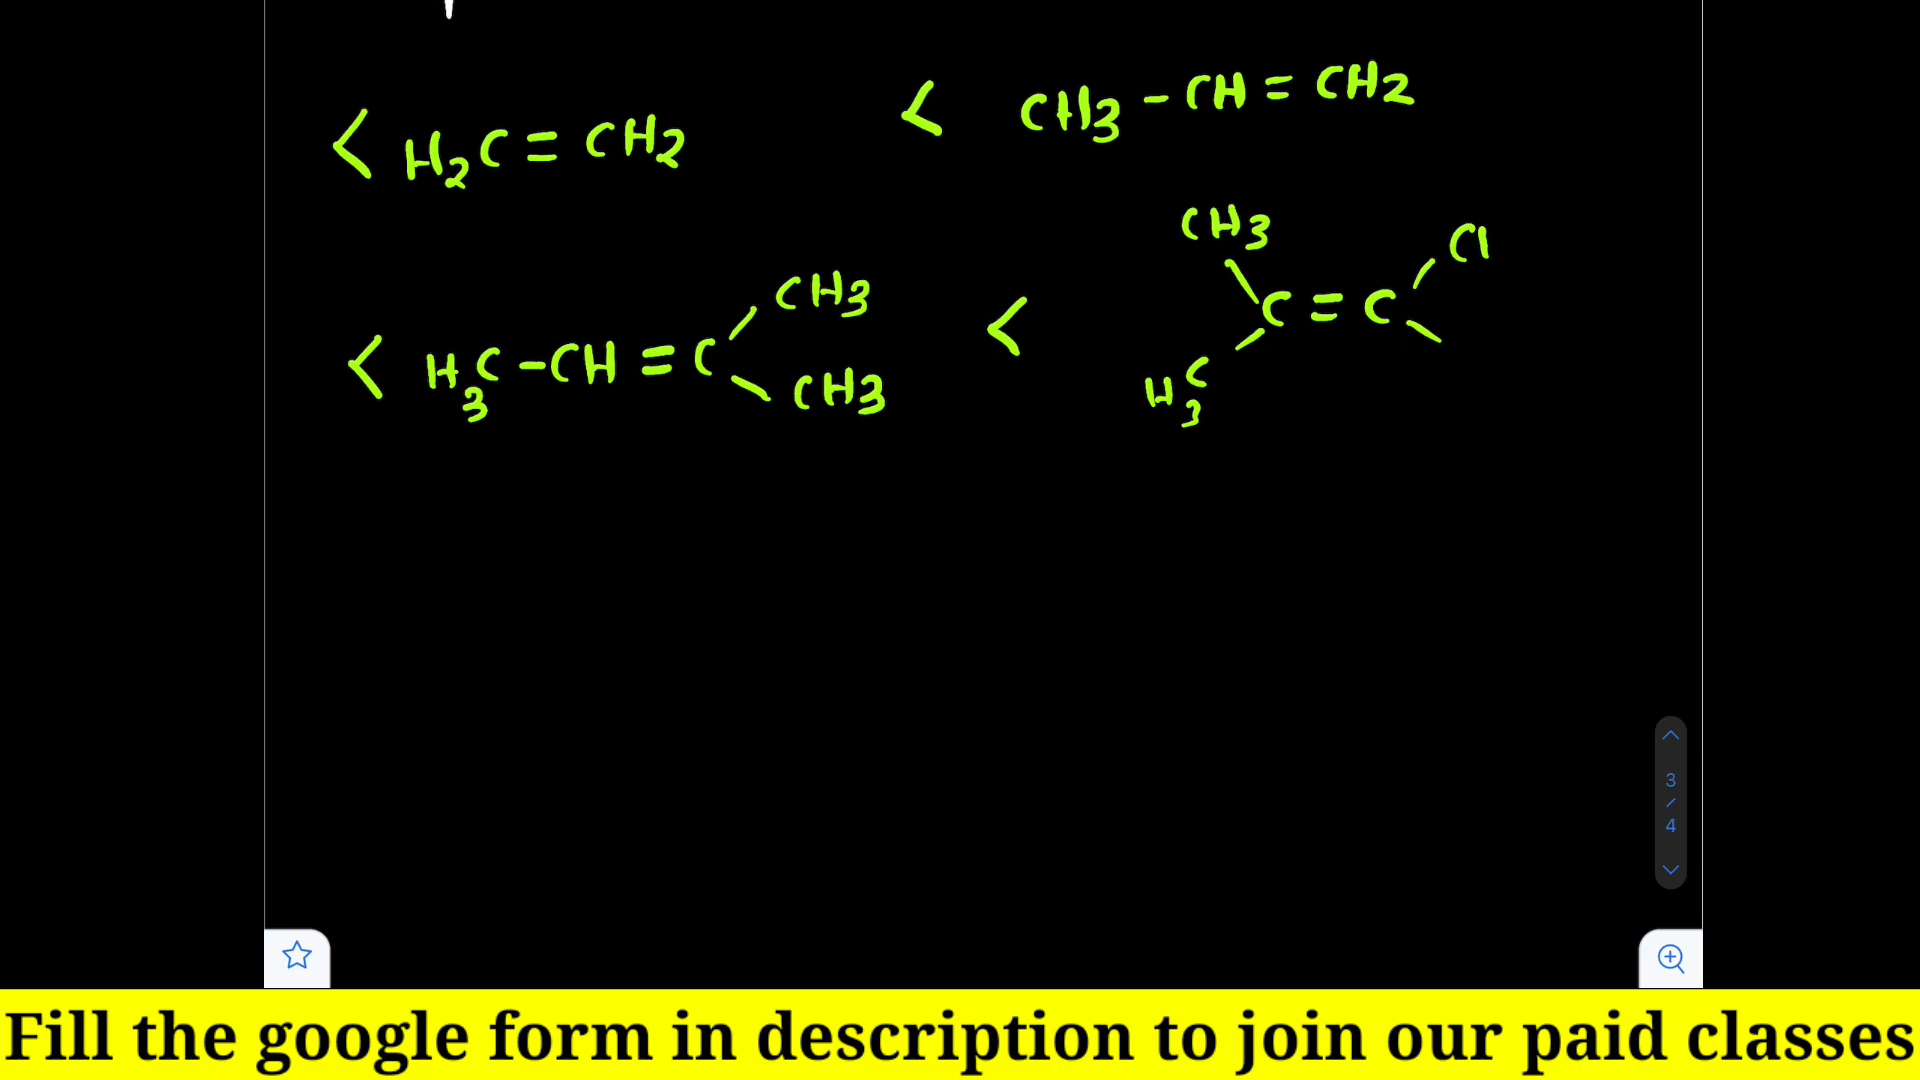 < H2C = CH2 < CH3 - CH = CH2
CH3 Cl
< H3C - CH = C CH3 < C = C
CH3 H3C
3 / 4
Fill the google form in description to join our paid classes